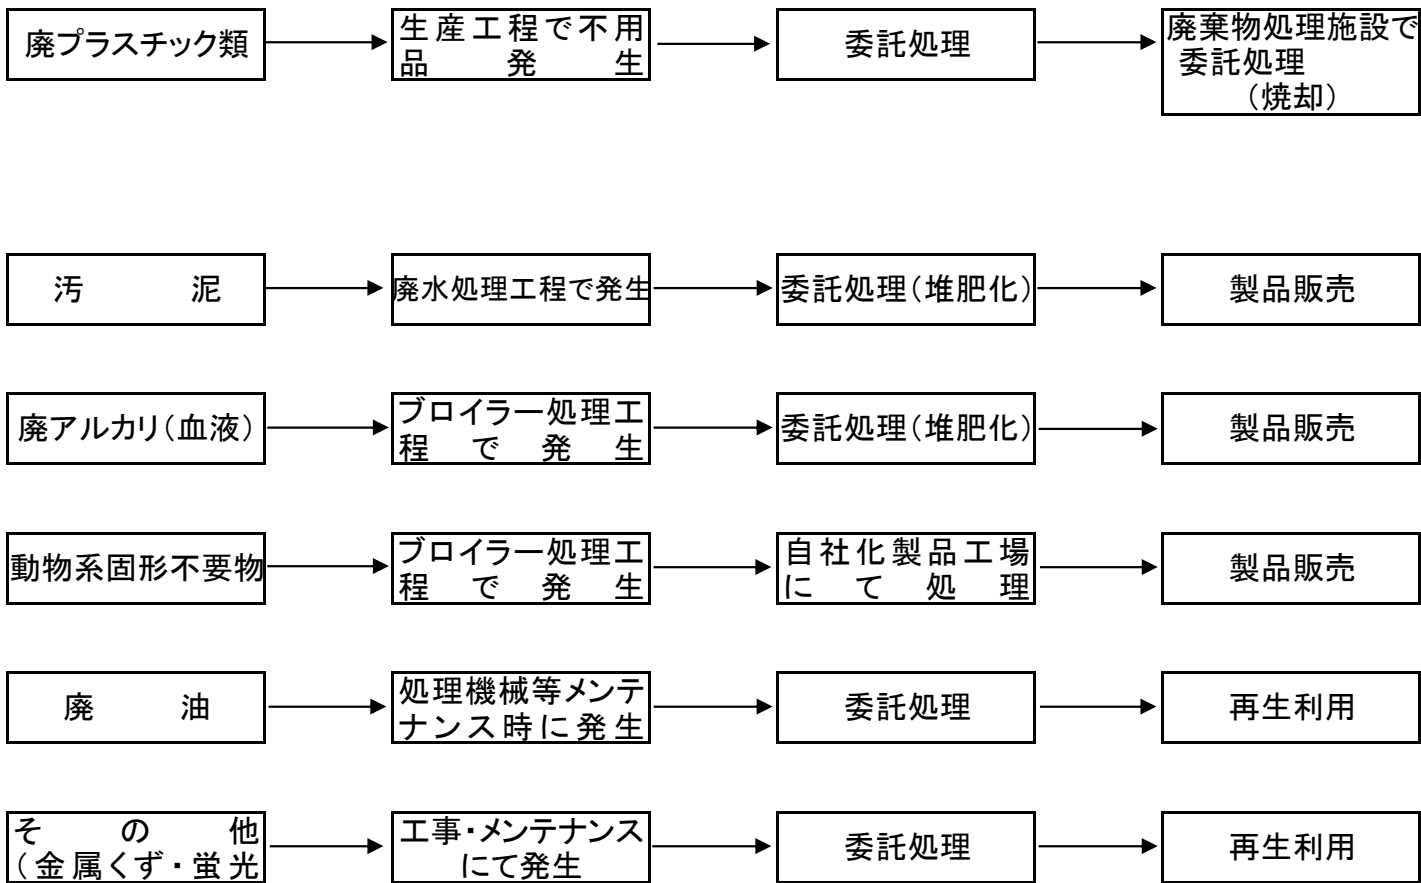 廃プラスチック類
生産工程で不用
品発生
委託処理
廃棄物処理施設で
委託処理
（焼却）
汚泥
廃水処理工程で発生
委託処理（堆肥化）
製品販売
廃アルカリ（血液）
ブロイラー処理工
程で発生
委託処理（堆肥化）
製品販売
動物系固形不要物
ブロイラー処理工
程で発生
自社化製品工場
にて処理
製品販売
廃油
処理機械等メンテ
ナンス時に発生
委託処理
再生利用
その他
（金属くず・蛍光
工事・メンテナンス
にて発生
委託処理
再生利用